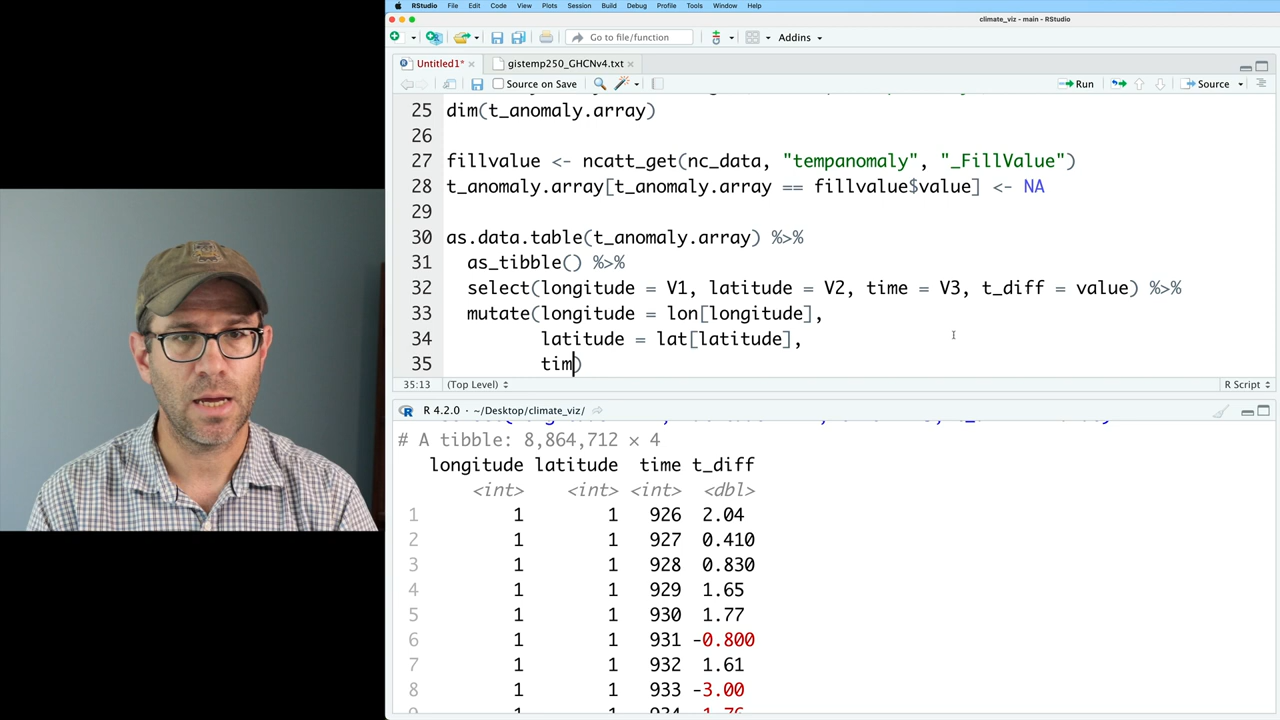 RStudio File Edit Code View Plots Session Build Debug Profile Tools Window Help
climate_viz - main - RStudio
Go to file/function Addins
Untitled1* gistemp250_GHCNv4.txt
Source on Save Run Source
25 dim(t_anomaly.array)
26
27 fillvalue <- ncatt_get(nc_data, "tempanomaly", "_FillValue")
28 t_anomaly.array[t_anomaly.array == fillvalue$value] <- NA
29
30 as.data.table(t_anomaly.array) %>%
31 as_tibble() %>%
32 select(longitude = V1, latitude = V2, time = V3, t_diff = value) %>%
33 mutate(longitude = lon[longitude],
34 latitude = lat[latitude],
35 tim)
35:13 (Top Level) R Script
R 4.2.0 · ~/Desktop/climate_viz/
# A tibble: 8,864,712 × 4
longitude latitude time t_diff
<int> <int> <int> <dbl>
1 1 1 926 2.04
2 1 1 927 0.410
3 1 1 928 0.830
4 1 1 929 1.65
5 1 1 930 1.77
6 1 1 931 -0.800
7 1 1 932 1.61
8 1 1 933 -3.00